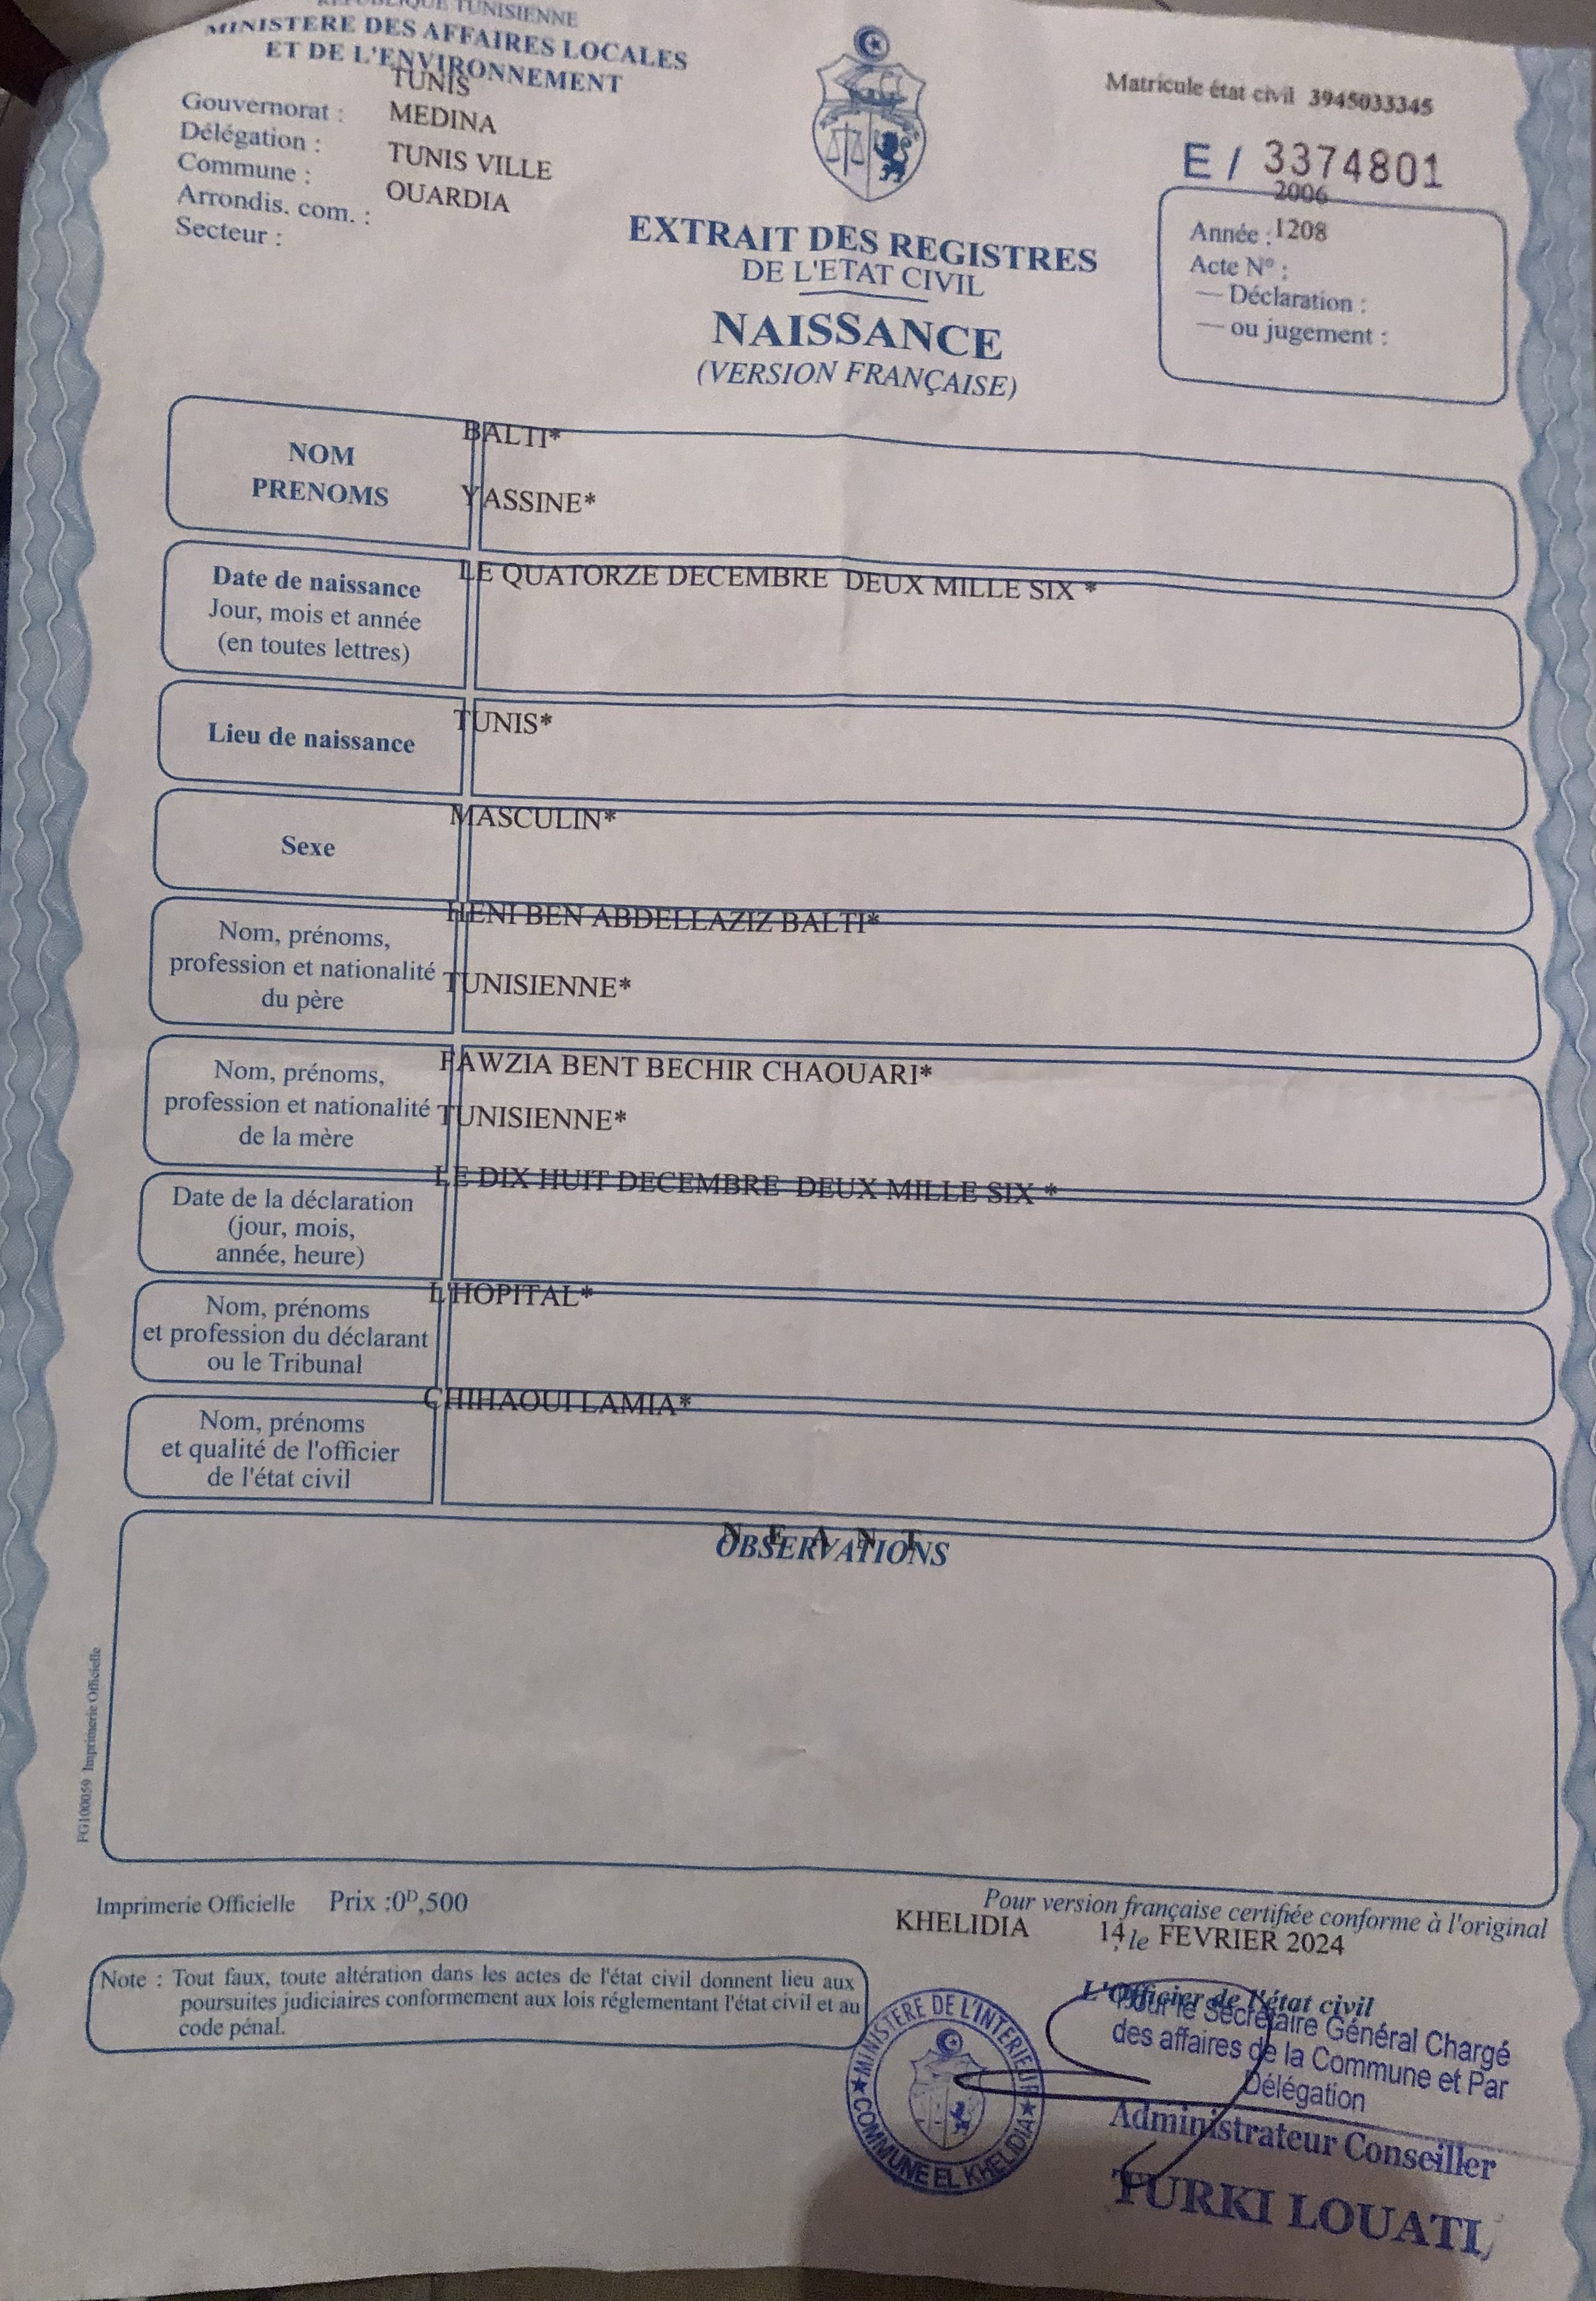 REPUBLIQUE TUNISIENNE
MINISTERE DES AFFAIRES LOCALES
ET DE L'ENVIRONNEMENT
Gouvernorat : TUNIS
Délégation : MEDINA
Commune : TUNIS VILLE
Arrondis. com. : OUARDIA
Secteur :
Matricule état civil 3945033345
E / 3374801
2006
Année : 1208
Acte N° :
— Déclaration :
— ou jugement :
EXTRAIT DES REGISTRES
DE L'ETAT CIVIL
NAISSANCE
(VERSION FRANÇAISE)
NOM BALTI*
PRENOMS YASSINE*
Date de naissance LE QUATORZE DECEMBRE DEUX MILLE SIX *
Jour, mois et année
(en toutes lettres)
Lieu de naissance TUNIS*
Sexe MASCULIN*
Nom, prénoms, HENI BEN ABDELLAZIZ BALTI*
profession et nationalité TUNISIENNE*
du père
Nom, prénoms, FAWZIA BENT BECHIR CHAOUARI*
profession et nationalité TUNISIENNE*
de la mère
Date de la déclaration LE DIX HUIT DECEMBRE DEUX MILLE SIX *
(jour, mois,
année, heure)
Nom, prénoms L'HOPITAL*
et profession du déclarant
ou le Tribunal
Nom, prénoms CHIHAOUI LAMIA*
et qualité de l'officier
de l'état civil
N E A N T
OBSERVATIONS
FG100059 Imprimerie Officielle
Imprimerie Officielle Prix :0D,500
Pour version française certifiée conforme à l'original
KHELIDIA 14, le FEVRIER 2024
Note : Tout faux, toute altération dans les actes de l'état civil donnent lieu aux
poursuites judiciaires conformement aux lois réglementant l'état civil et au
code pénal.
L'Officier de l'état civil
Pour le Secrétaire Général Chargé
des affaires de la Commune et Par
Délégation
Administrateur Conseiller
TURKI LOUATI
MINISTERE DE L'INTERIEUR
COMMUNE EL KHELIDIA